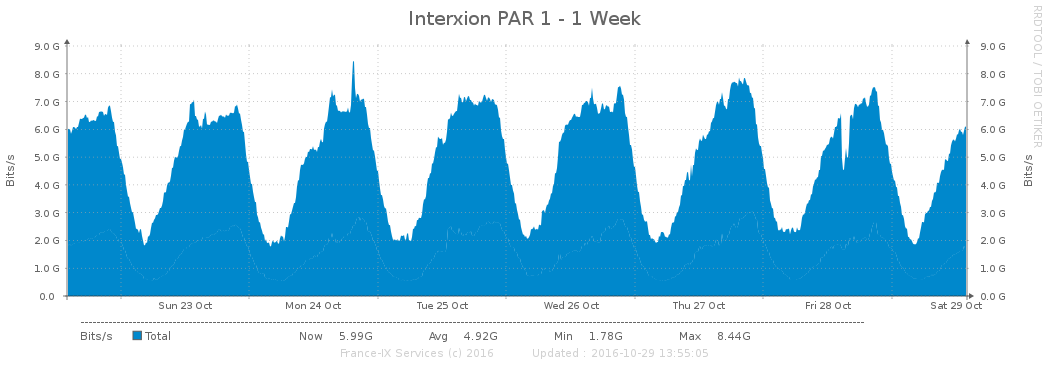 Interxion PAR 1 - 1 Week
RRDTOOL / TOBI OETIKER
Bits/s
9.0 G 9.0 G
8.0 G 8.0 G
7.0 G 7.0 G
6.0 G 6.0 G
5.0 G 5.0 G
4.0 G 4.0 G
3.0 G 3.0 G
2.0 G 2.0 G
1.0 G 1.0 G
0.0 0.0 G
Bits/s
Sun 23 Oct Mon 24 Oct Tue 25 Oct Wed 26 Oct Thu 27 Oct Fri 28 Oct Sat 29 Oct
Bits/s Total Now 5.99G Avg 4.92G Min 1.78G Max 8.44G
France-IX Services (c) 2016 Updated : 2016-10-29 13:55:05